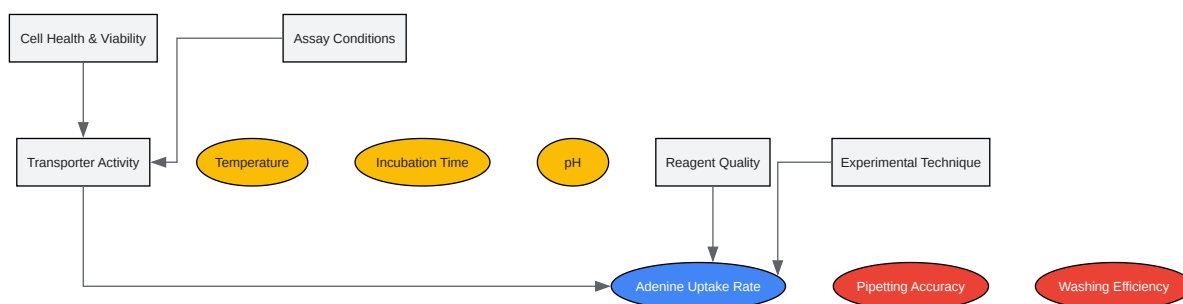 Cell Health & Viability
Assay Conditions
Transporter Activity
Temperature
Incubation Time
pH
Reagent Quality
Experimental Technique
Adenine Uptake Rate
Pipetting Accuracy
Washing Efficiency